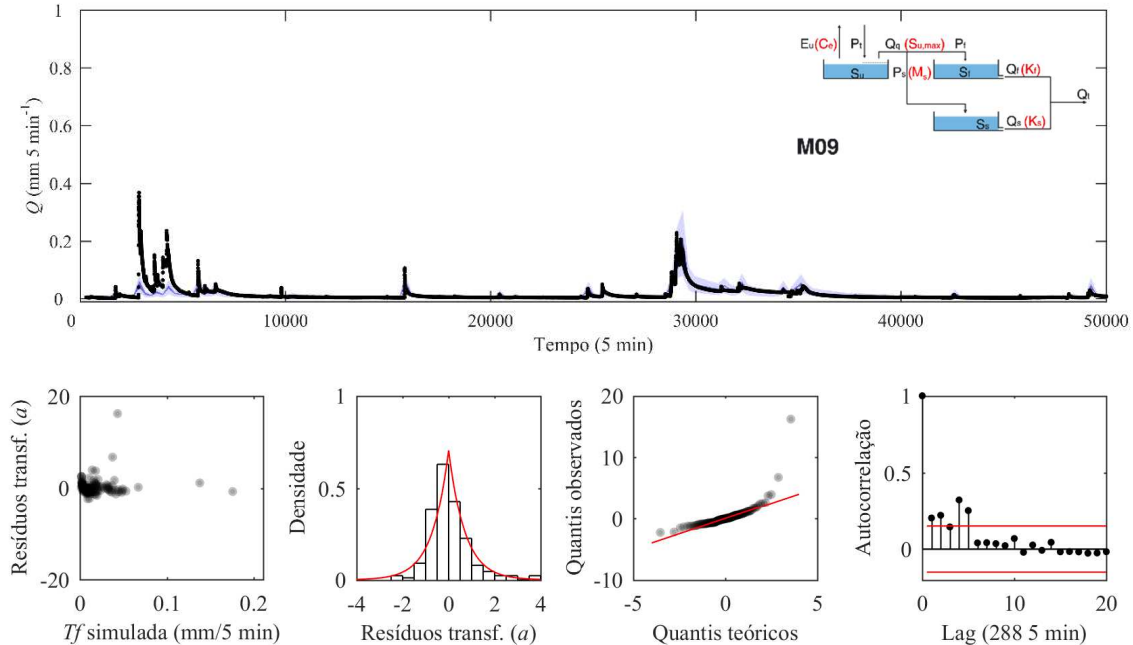 1
0.8
0.6
0.4
0.2
0
Q (mm 5 min⁻¹)
0 10000 20000 30000 40000 50000
Tempo (5 min)
Eu(Ce) Pt Qq (Su,max) Pf
Su Ps(Ms) Sf Qf (Kf)
Qt
Ss Qs (Ks)
M09
20
0
-20
Resíduos transf. (a)
0 0.1 0.2
Tf simulada (mm/5 min)
1
0.5
0
Densidade
-4 -2 0 2 4
Resíduos transf. (a)
20
10
0
-10
Quantis observados
-5 0 5
Quantis teóricos
1
0.5
0
Autocorrelação
0 10 20
Lag (288 5 min)